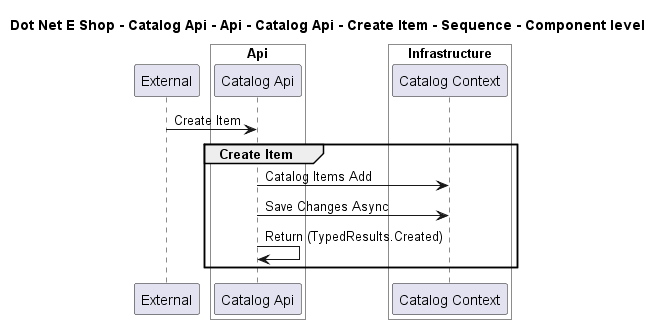 Dot Net E Shop - Catalog Api - Api - Catalog Api - Create Item - Sequence - Component level
Api
Infrastructure
External
Catalog Api
Catalog Context
Create Item
Create Item
Catalog Items Add
Save Changes Async
Return (TypedResults.Created)
External
Catalog Api
Catalog Context